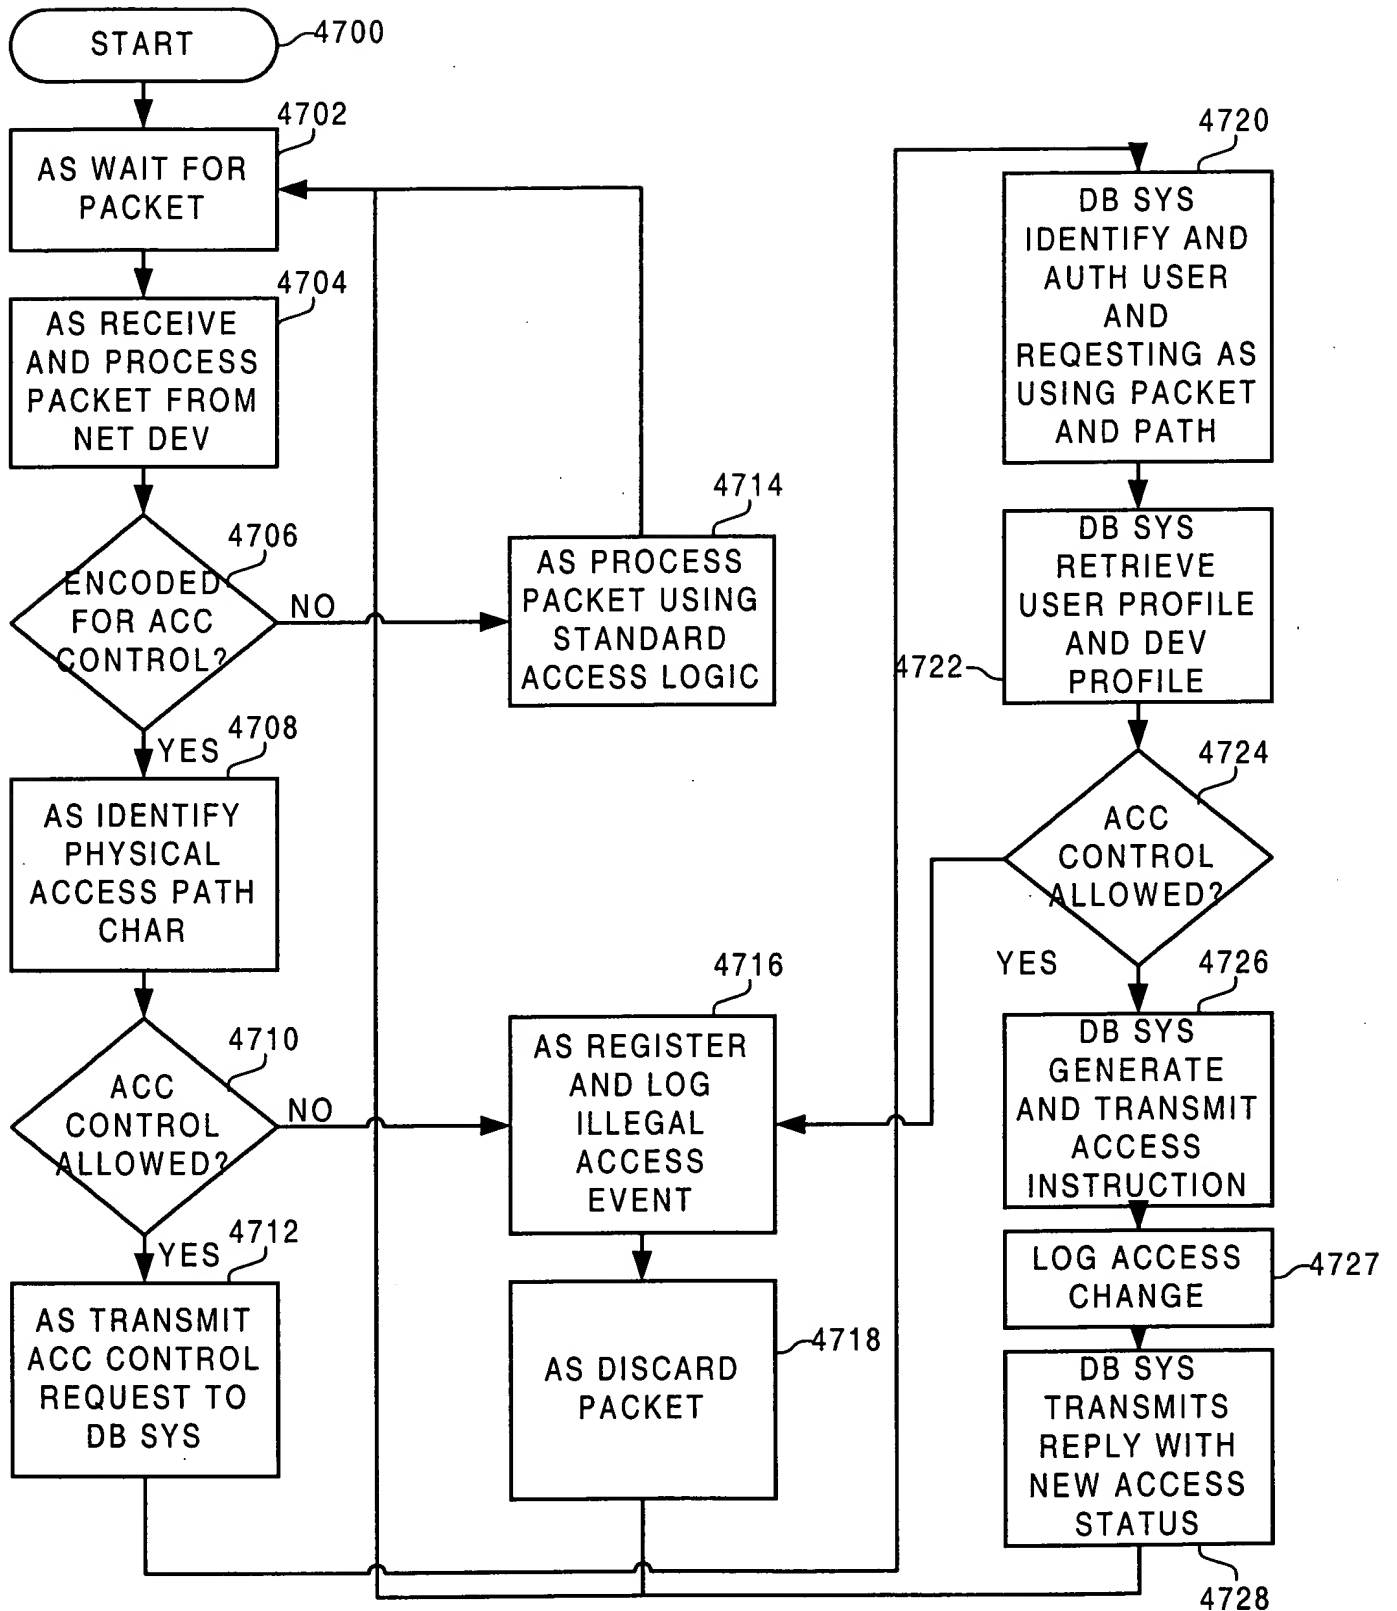 START
4700
4702
AS WAIT FOR
PACKET
4704
AS RECEIVE
AND PROCESS
PACKET FROM
NET DEV
4706
ENCODED
FOR ACC
CONTROL?
NO
YES
4708
AS IDENTIFY
PHYSICAL
ACCESS PATH
CHAR
4710
ACC
CONTROL
ALLOWED?
NO
YES
4712
AS TRANSMIT
ACC CONTROL
REQUEST TO
DB SYS
4714
AS PROCESS
PACKET USING
STANDARD
ACCESS LOGIC
4716
AS REGISTER
AND LOG
ILLEGAL
ACCESS
EVENT
4718
AS DISCARD
PACKET
4720
DB SYS
IDENTIFY AND
AUTH USER
AND
REQESTING AS
USING PACKET
AND PATH
4722
DB SYS
RETRIEVE
USER PROFILE
AND DEV
PROFILE
4724
ACC
CONTROL
ALLOWED?
YES
4726
DB SYS
GENERATE
AND TRANSMIT
ACCESS
INSTRUCTION
LOG ACCESS
CHANGE
4727
DB SYS
TRANSMITS
REPLY WITH
NEW ACCESS
STATUS
4728